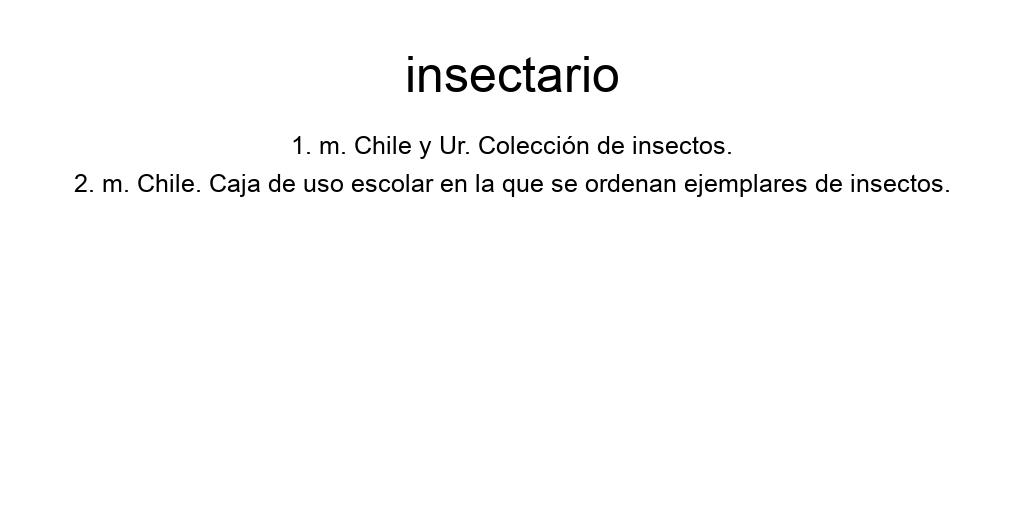 insectario
1. m. Chile y Ur. Colección de insectos.
2. m. Chile. Caja de uso escolar en la que se ordenan ejemplares de insectos.